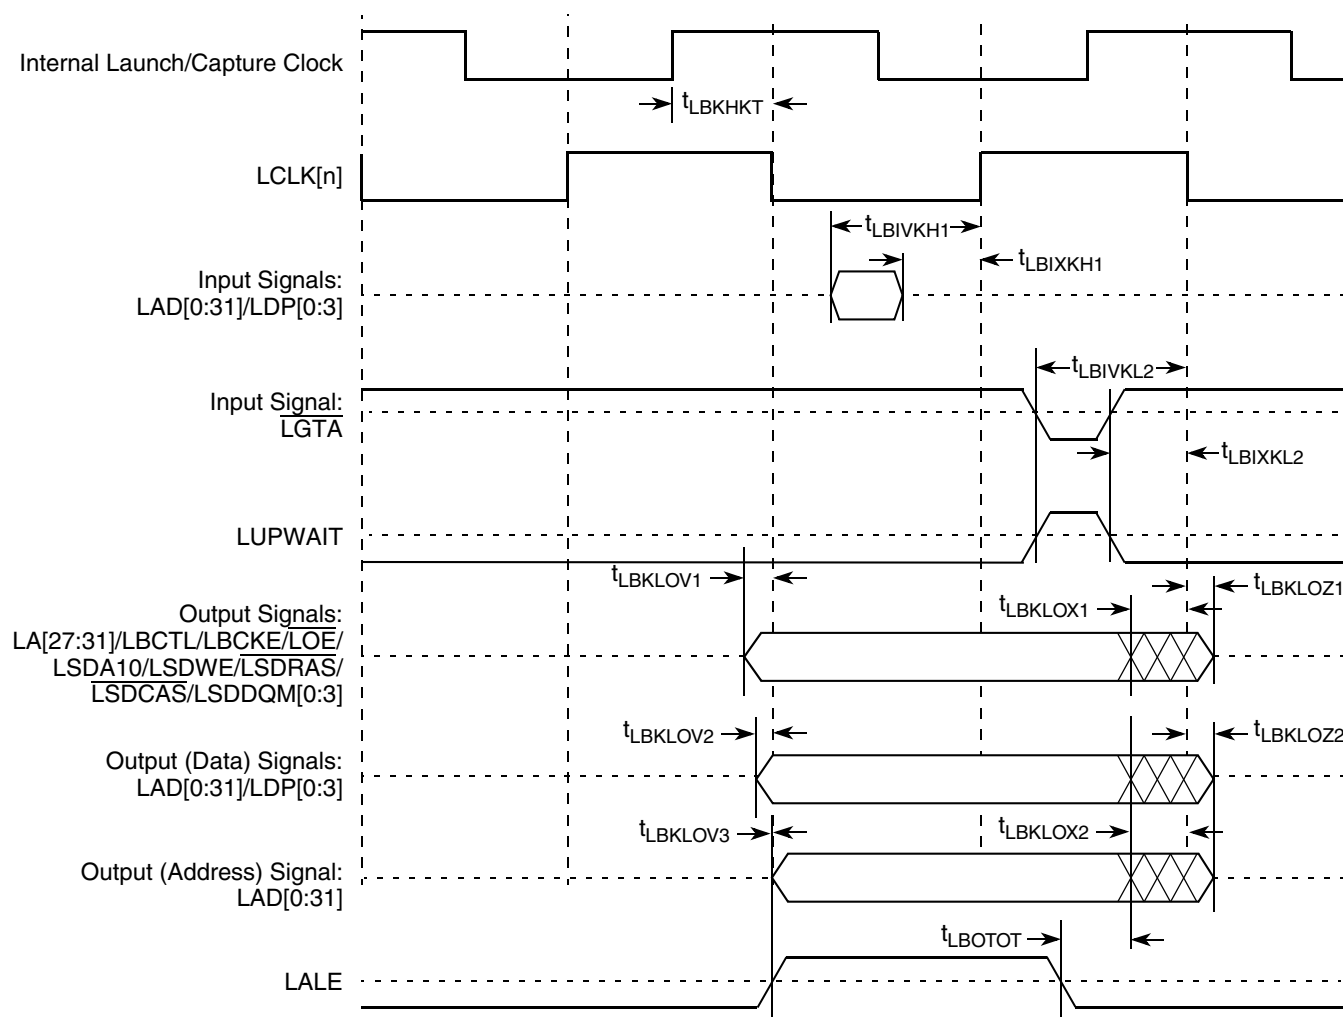 Internal Launch/Capture Clock
tLBKHKT
LCLK[n]
tLBIVKH1
tLBIXKH1
Input Signals:
LAD[0:31]/LDP[0:3]
tLBIVKL2
Input Signal:
LGTA
tLBIXKL2
LUPWAIT
tLBKLOV1
tLBKLOZ1
tLBKLOX1
Output Signals:
LA[27:31]/LBCTL/LBCKE/LOE/
LSDA10/LSDWE/LSDRAS/
LSDCAS/LSDDQM[0:3]
tLBKLOV2
tLBKLOZ2
Output (Data) Signals:
LAD[0:31]/LDP[0:3]
tLBKLOV3
tLBKLOX2
Output (Address) Signal:
LAD[0:31]
tLBOTOT
LALE